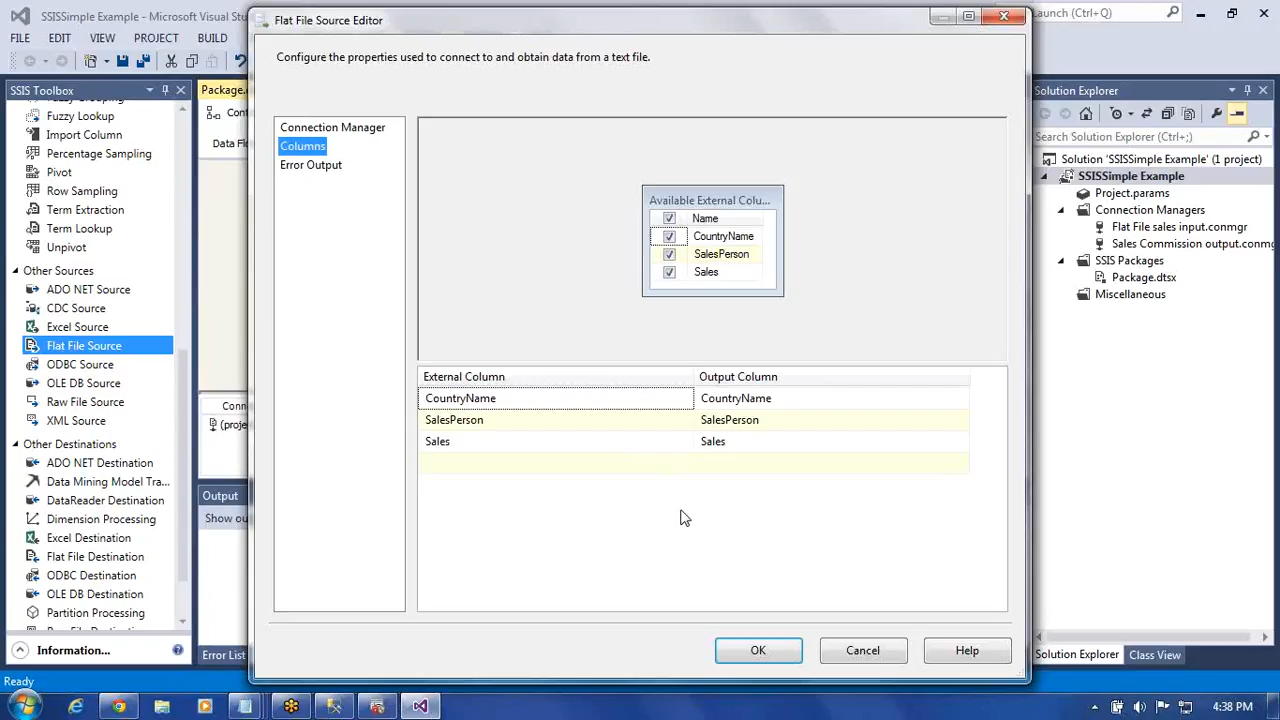 SSISSimple Example - Microsoft Visual Stu
Flat File Source Editor
Launch (Ctrl+Q)
FILE EDIT VIEW PROJECT BUILD
Configure the properties used to connect to and obtain data from a text file.
SSIS Toolbox
Package.
Solution Explorer
Fuzzy Lookup
Import Column
Percentage Sampling
Pivot
Row Sampling
Term Extraction
Term Lookup
Unpivot
Other Sources
ADO NET Source
CDC Source
Excel Source
Flat File Source
ODBC Source
OLE DB Source
Raw File Source
XML Source
Other Destinations
ADO NET Destination
Data Mining Model Tra...
DataReader Destination
Dimension Processing
Excel Destination
Flat File Destination
ODBC Destination
OLE DB Destination
Partition Processing
Information...
Cont
Data Flo
Conne
(proje
Output
Show ou
Error List
Connection Manager
Columns
Error Output
Available External Colu...
Name
CountryName
SalesPerson
Sales
External Column Output Column
CountryName CountryName
SalesPerson SalesPerson
Sales Sales
OK Cancel Help
Search Solution Explorer (Ctrl+;)
Solution 'SSISSimple Example' (1 project)
SSISSimple Example
Project.params
Connection Managers
Flat File sales input.conmgr
Sales Commission output.conmg
SSIS Packages
Package.dtsx
Miscellaneous
Solution Explorer Class View
Ready
4:38 PM